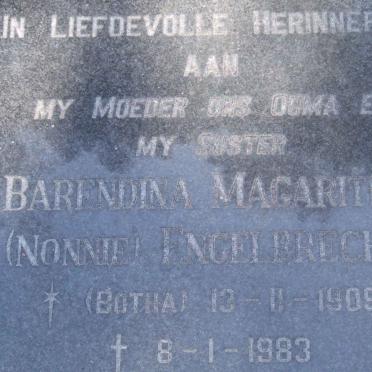 IN LIEFDEVOLLE HERINNER
AAN
MY MOEDER ONS OUMA E
MY SUSTER
BARENDINA MAGARIT
(NONNIE) ENGELBRECH
(BOTHA) 13-11-1909
† 8-1-1983